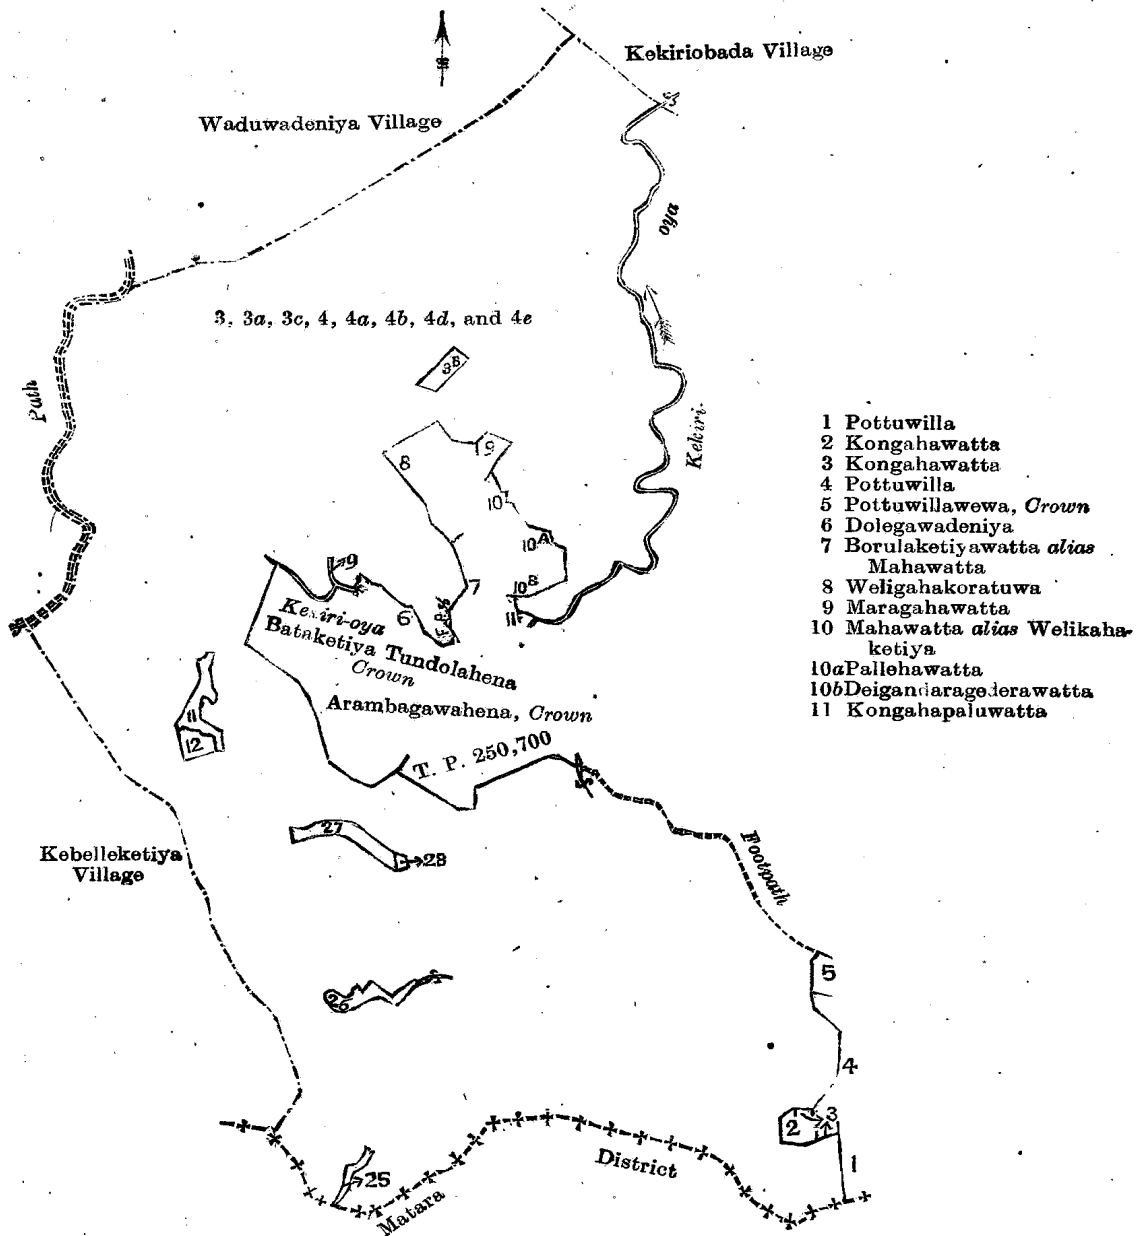 Kekiriobada Village
Waduwadeniya Village
oya
3, 3a, 3c, 4, 4a, 4b, 4d, and 4e
3B
Path
Kekiri-
8
9
10
10A
10B
11
9
7
6
Kekiri-oya
Bataketiya Tundolahena
Crown
Arambagawahena, Crown
T. P. 250,700
1 Pottuwilla
2 Kongahawatta
3 Kongahawatta
4 Pottuwilla
5 Pottuwillawewa, Crown
6 Dolegawadeniya
7 Borulaketiyawatta alias
Mahawatta
8 Weligahakoratuwa
9 Maragahawatta
10 Mahawatta alias Welikaha-
ketiya
10a Pallehawatta
10b Deigandaragederawatta
11 Kongahapaluwatta
11
12
27
28
Kebelleketiya
Village
Footpath
5
26
4
2
3
1
25
Matara
District